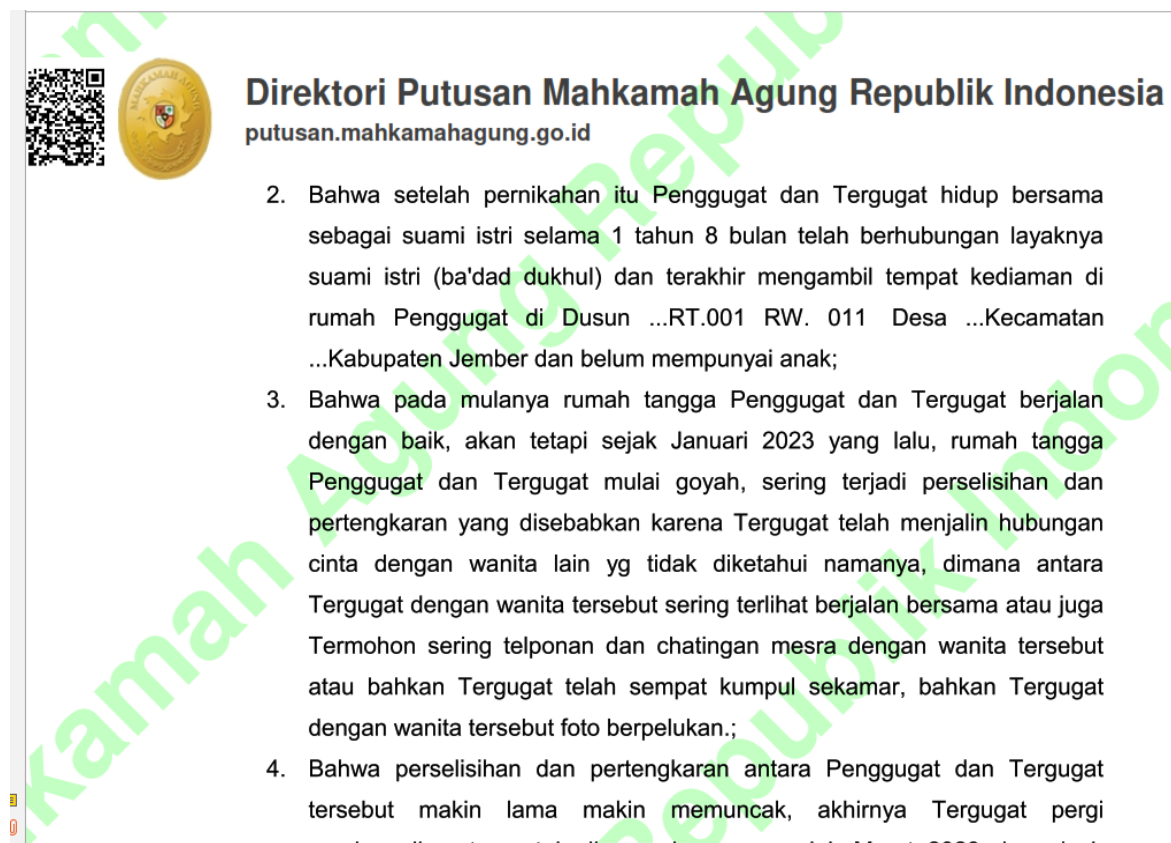 Direktori Putusan Mahkamah Agung Republik Indonesia
putusan.mahkamahagung.go.id
2. Bahwa setelah pernikahan itu Penggugat dan Tergugat hidup bersama
sebagai suami istri selama 1 tahun 8 bulan telah berhubungan layaknya
suami istri (ba'dad dukhul) dan terakhir mengambil tempat kediaman di
rumah Penggugat di Dusun ...RT.001 RW. 011 Desa ...Kecamatan
...Kabupaten Jember dan belum mempunyai anak;
3. Bahwa pada mulanya rumah tangga Penggugat dan Tergugat berjalan
dengan baik, akan tetapi sejak Januari 2023 yang lalu, rumah tangga
Penggugat dan Tergugat mulai goyah, sering terjadi perselisihan dan
pertengkaran yang disebabkan karena Tergugat telah menjalin hubungan
cinta dengan wanita lain yg tidak diketahui namanya, dimana antara
Tergugat dengan wanita tersebut sering terlihat berjalan bersama atau juga
Termohon sering telponan dan chatingan mesra dengan wanita tersebut
atau bahkan Tergugat telah sempat kumpul sekamar, bahkan Tergugat
dengan wanita tersebut foto berpelukan.;
4. Bahwa perselisihan dan pertengkaran antara Penggugat dan Tergugat
tersebut makin lama makin memuncak, akhirnya Tergugat pergi